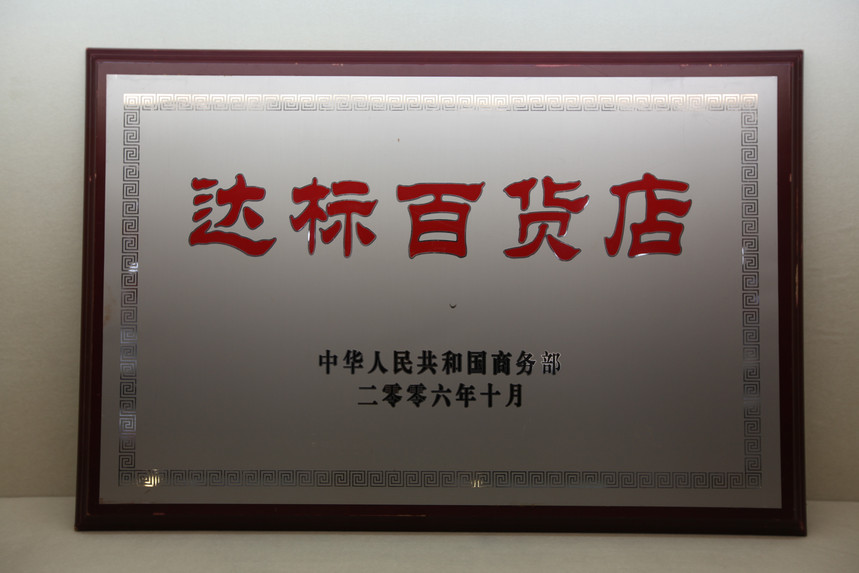 达标百货店
中华人民共和国商务部
二零零六年十月